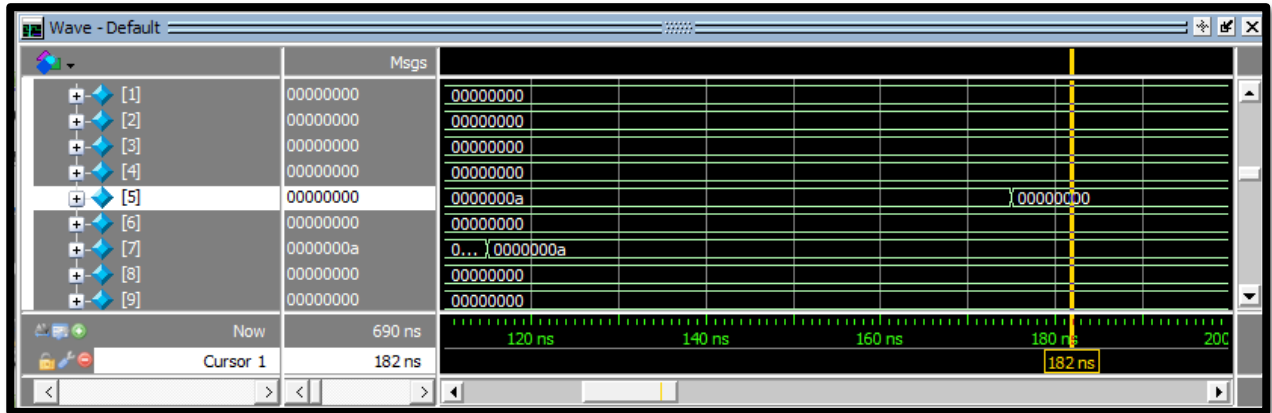 Wave - Default
Msgs
[1] 00000000 00000000
[2] 00000000 00000000
[3] 00000000 00000000
[4] 00000000 00000000
[5] 00000000 0000000a 00000000
[6] 00000000 00000000
[7] 0000000a 0... 0000000a
[8] 00000000 00000000
[9] 00000000 00000000
Now 690 ns 120 ns 140 ns 160 ns 180 ns 200
Cursor 1 182 ns 182 ns